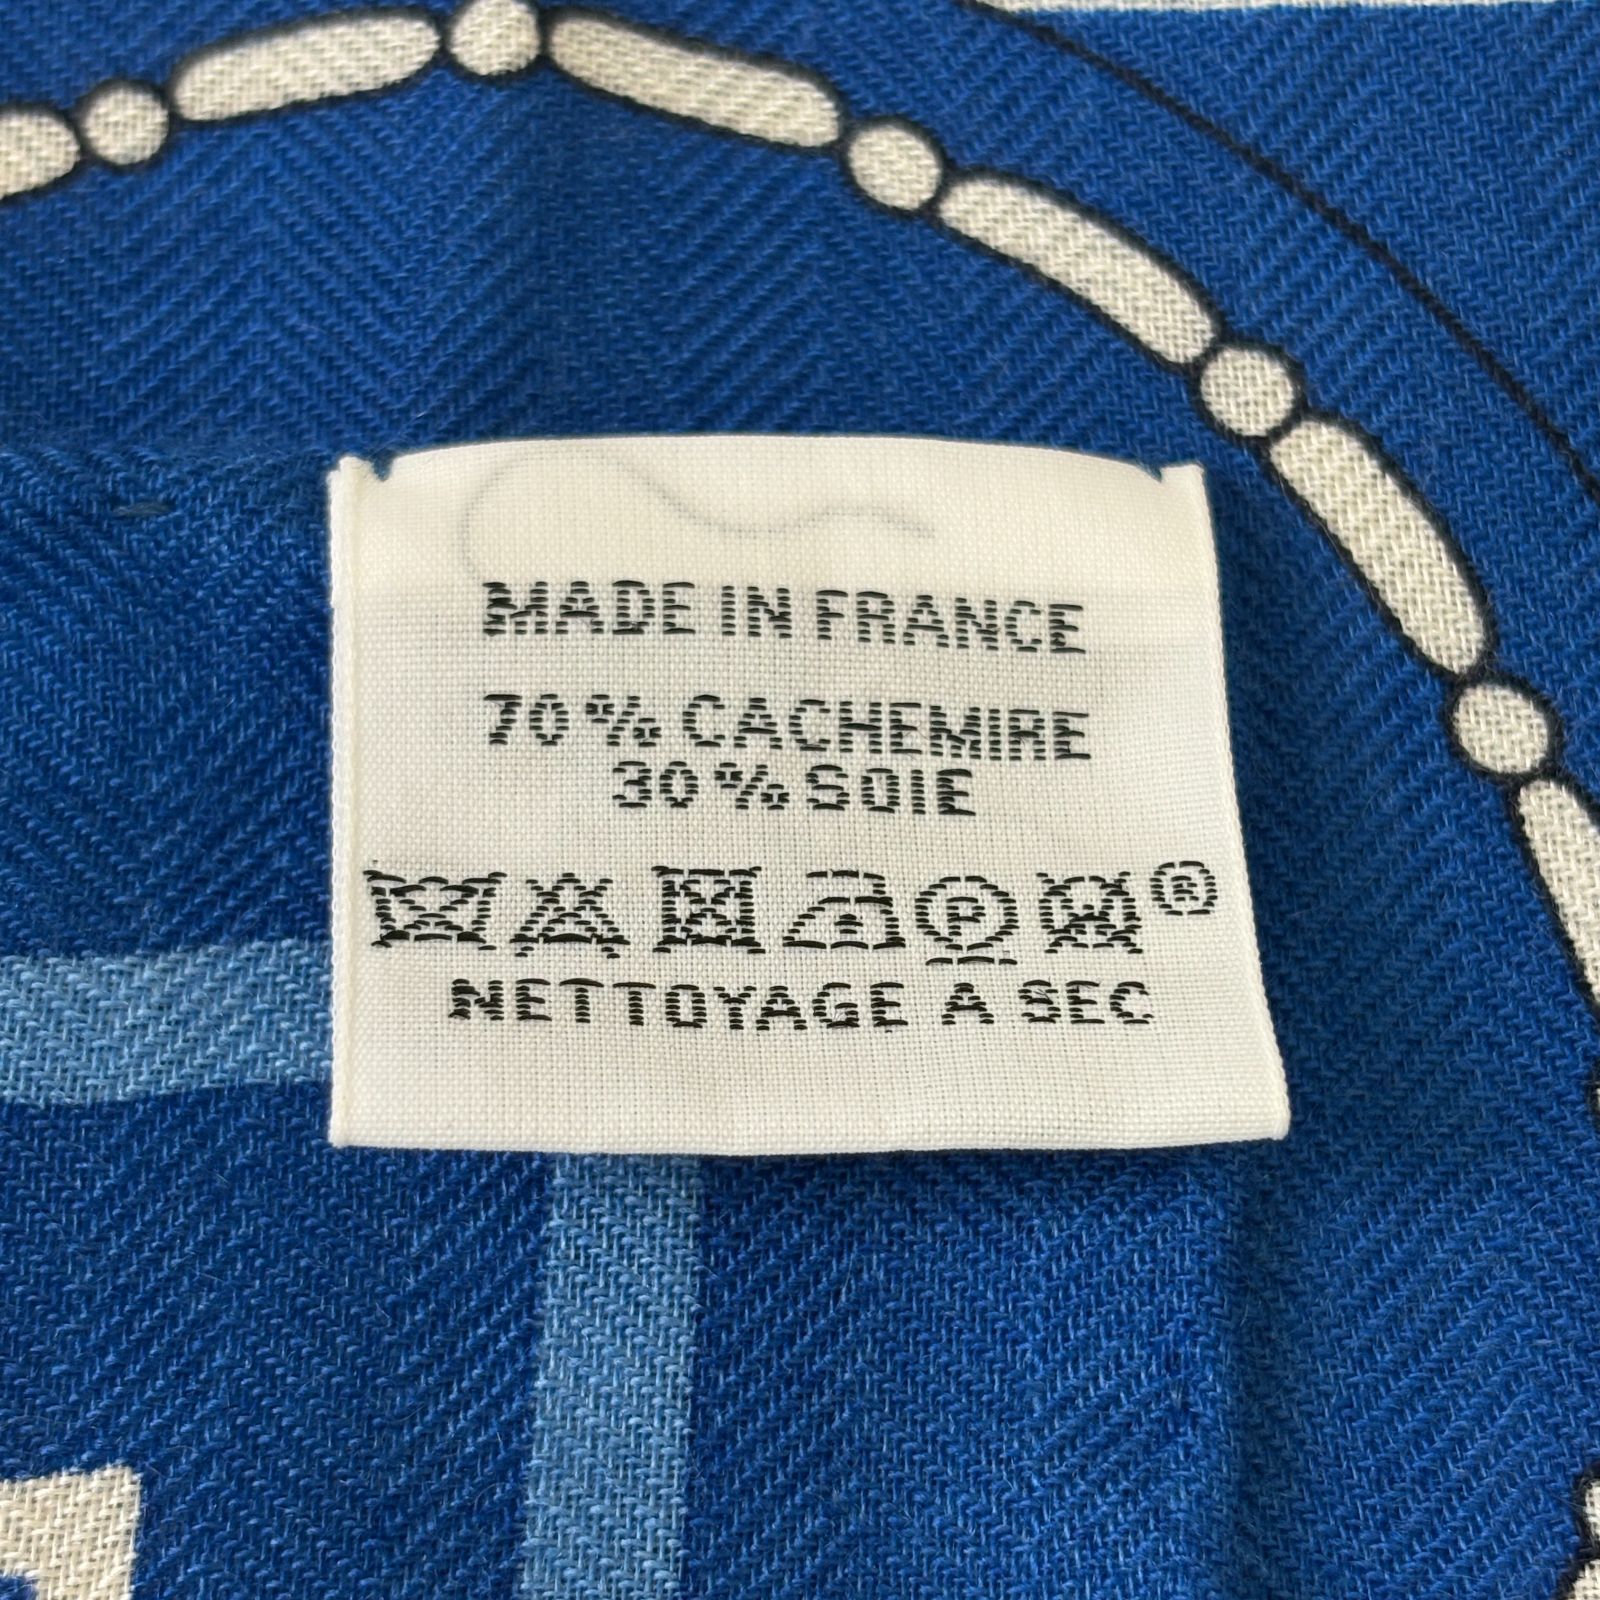 MADE IN FRANCE
70% CACHEMIRE
30% SOIE
P W ®
NETTOYAGE A SEC